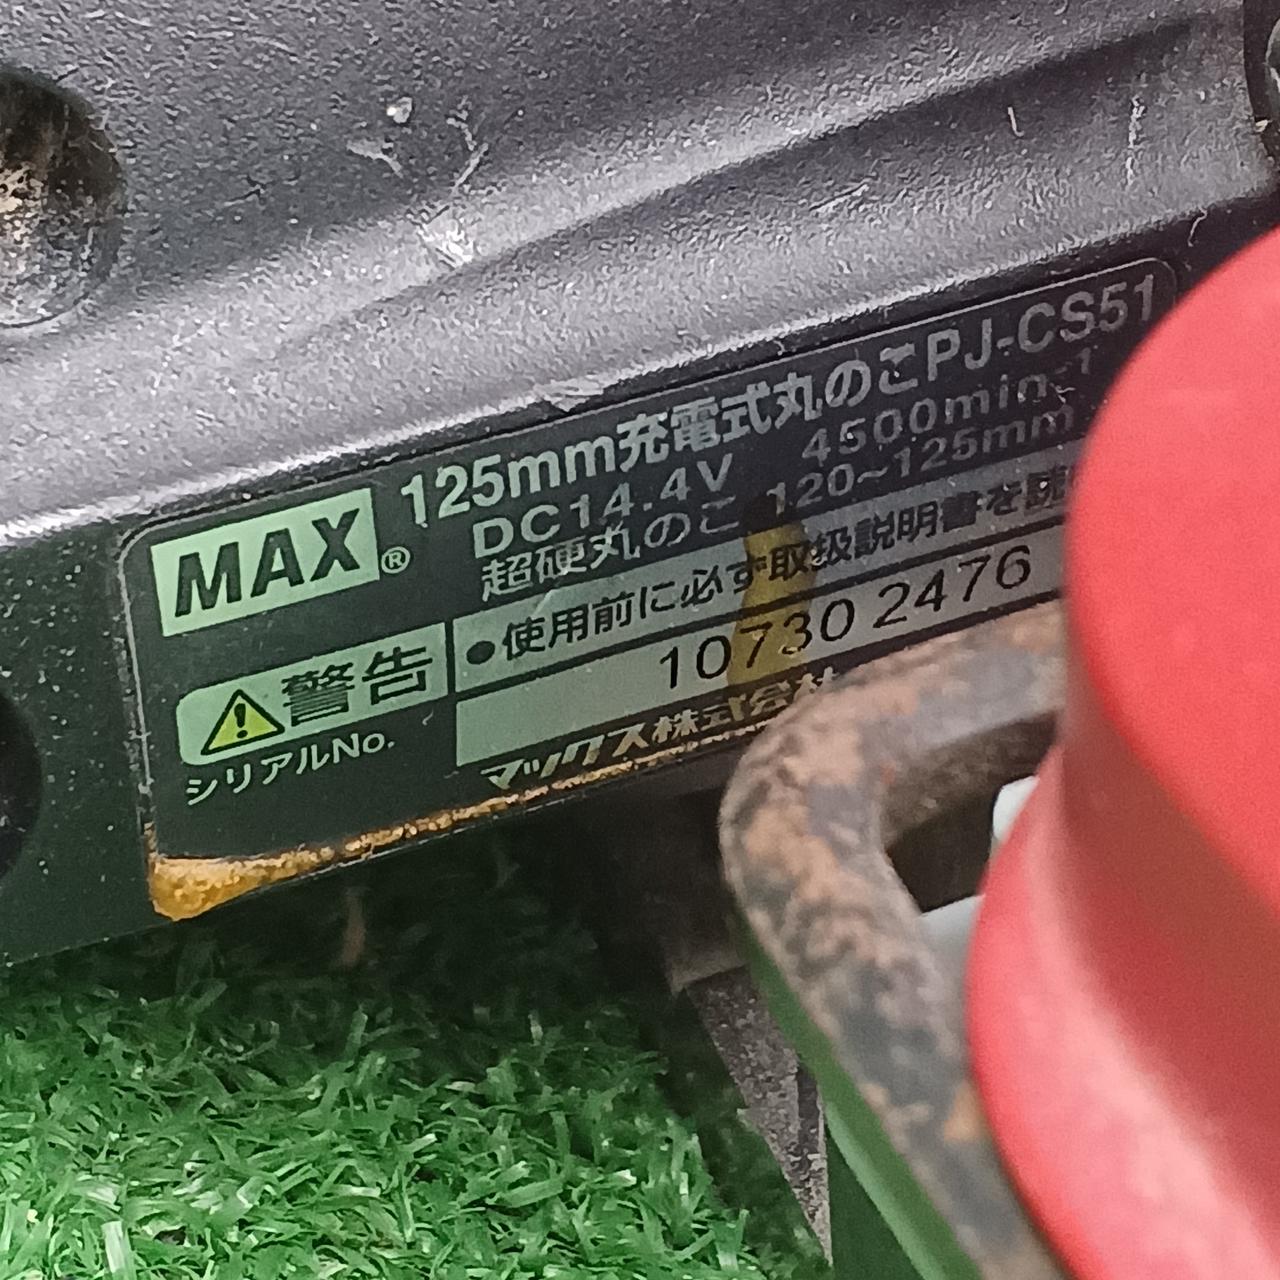 MAX®
125mm充電式丸のこPJ-CS51
DC14.4V 4500min⁻¹
超硬丸のこ 120~125mm
警告
●使用前に必ず取扱説明書を読
シリアルNo.
10730 2476
マックス株式会社